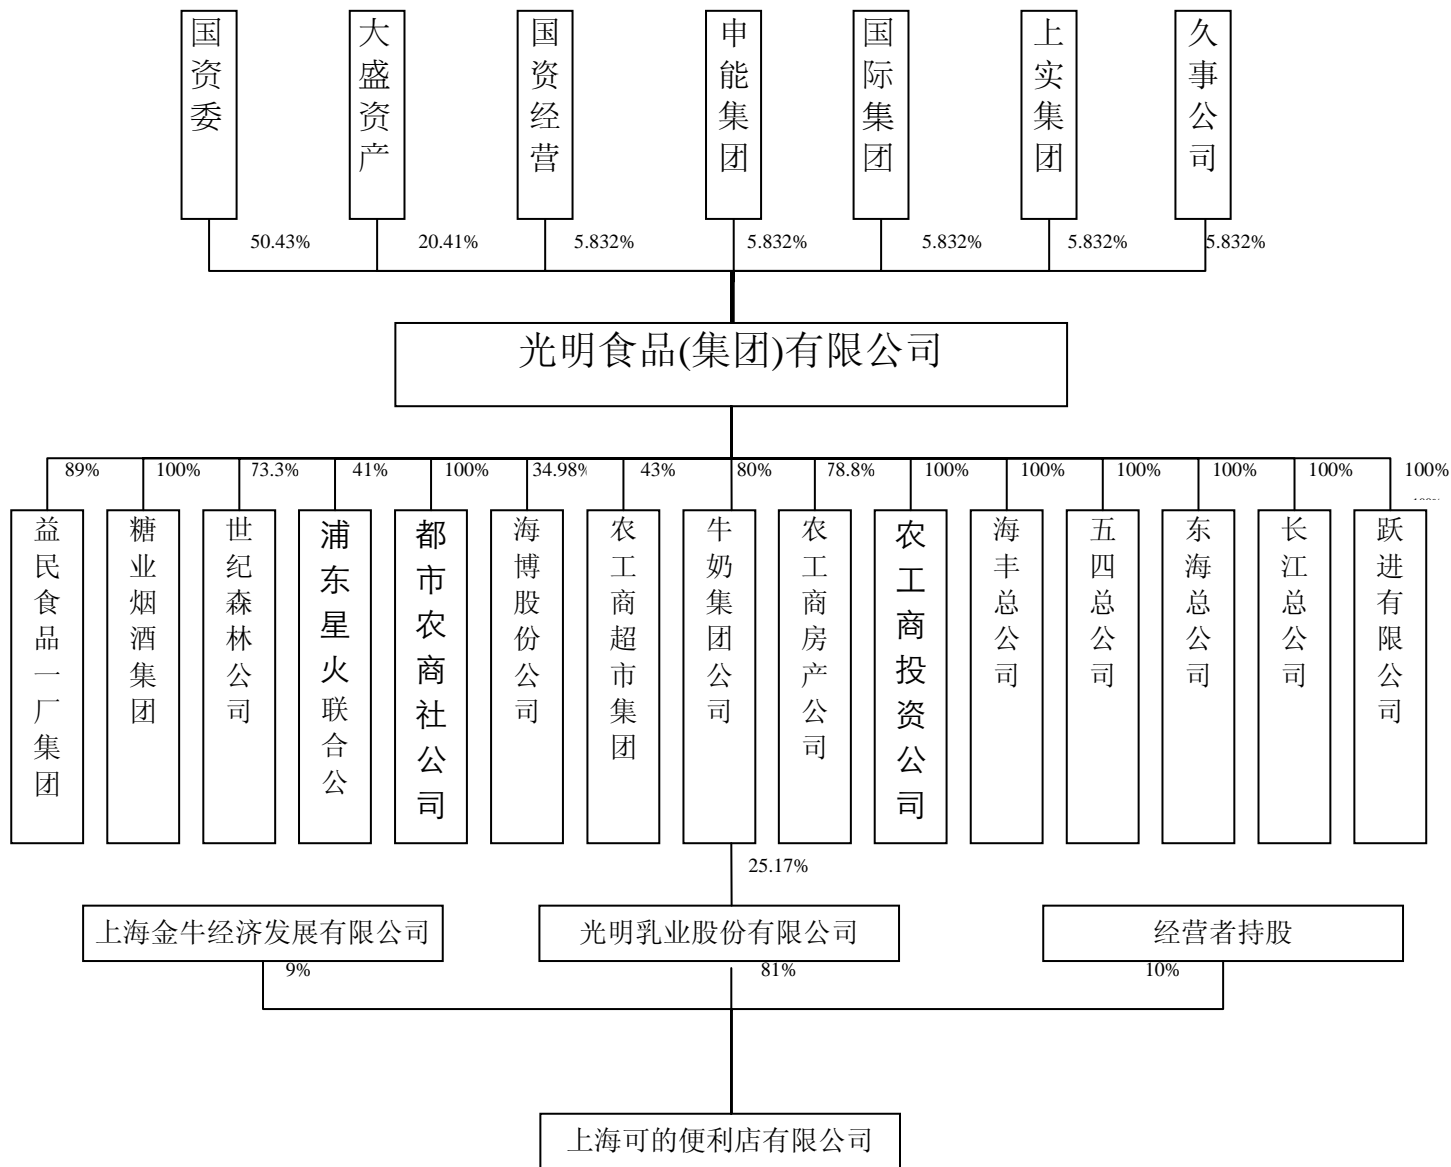 国资委
大盛资产
国资经营
申能集团
国际集团
上实集团
久事公司
50.43%
20.41%
5.832%
5.832%
5.832%
5.832%
5.832%
光明食品(集团)有限公司
89%
100%
73.3%
41%
100%
34.98%
43%
80%
78.8%
100%
100%
100%
100%
100%
100%
益民食品一厂集团
糖业烟酒集团
世纪森林公司
浦东星火联合公
都市农商社公司
海博股份公司
农工商超市集团
牛奶集团公司
农工商房产公司
农工商投资公司
海丰总公司
五四总公司
东海总公司
长江总公司
跃进有限公司
25.17%
上海金牛经济发展有限公司
光明乳业股份有限公司
经营者持股
9%
81%
10%
上海可的便利店有限公司